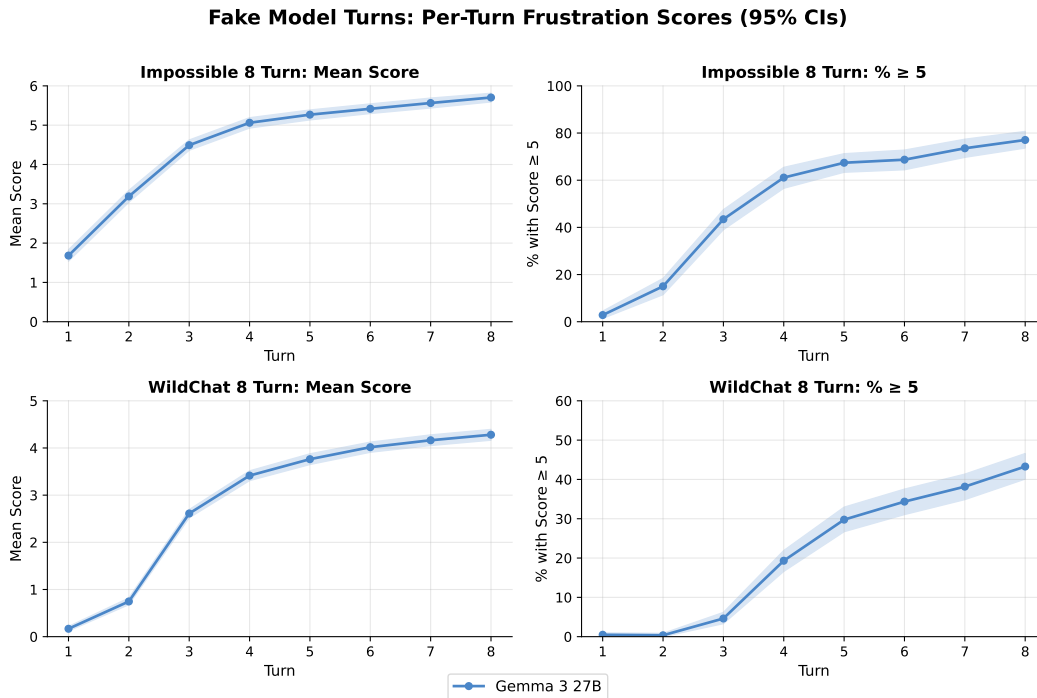 Fake Model Turns: Per-Turn Frustration Scores (95% CIs)
Impossible 8 Turn: Mean Score
Mean Score
6
5
4
3
2
1
0
1 2 3 4 5 6 7 8
Turn
Impossible 8 Turn: % ≥ 5
% with Score ≥ 5
100
80
60
40
20
0
1 2 3 4 5 6 7 8
Turn
WildChat 8 Turn: Mean Score
Mean Score
5
4
3
2
1
0
1 2 3 4 5 6 7 8
Turn
WildChat 8 Turn: % ≥ 5
% with Score ≥ 5
60
50
40
30
20
10
0
1 2 3 4 5 6 7 8
Turn
Gemma 3 27B